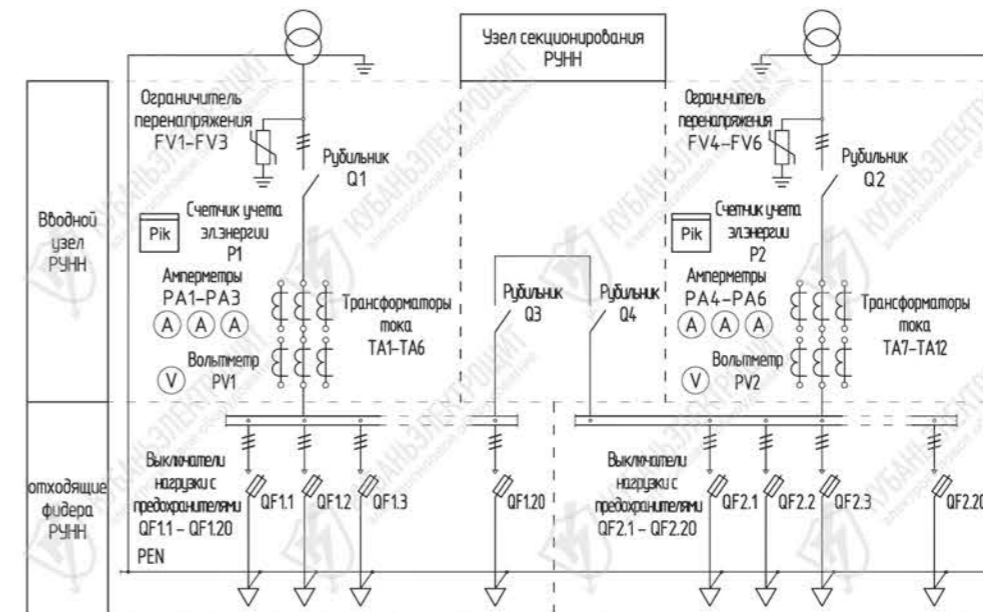 Узел секционирования
РУНН
Вводной
узел
РУНН
Ограничитель
перенапряжения
FV1-FV3
Рубильник
Q1
Счетчик учета
эл.энергии
P1
Pik
Амперметры
PA1-PA3
A A A
Вольтметр
PV1
V
Трансформаторы
тока
TA1-TA6
Рубильник
Q3
Рубильник
Q4
Ограничитель
перенапряжения
FV4-FV6
Рубильник
Q2
Счетчик учета
эл.энергии
P2
Pik
Амперметры
PA4-PA6
A A A
Вольтметр
PV2
V
Трансформаторы
тока
TA7-TA12
отходящие
фидера
РУНН
Выключатели
нагрузки с
предохранителями
QF1.1 - QF1.20
PEN
QF1.1
QF1.2
QF1.3
QF1.20
Выключатели
нагрузки с
предохранителями
QF2.1 - QF2.20
QF2.1
QF2.2
QF2.3
QF2.20
КУБАНЬЭЛЕКТРОЩИТ